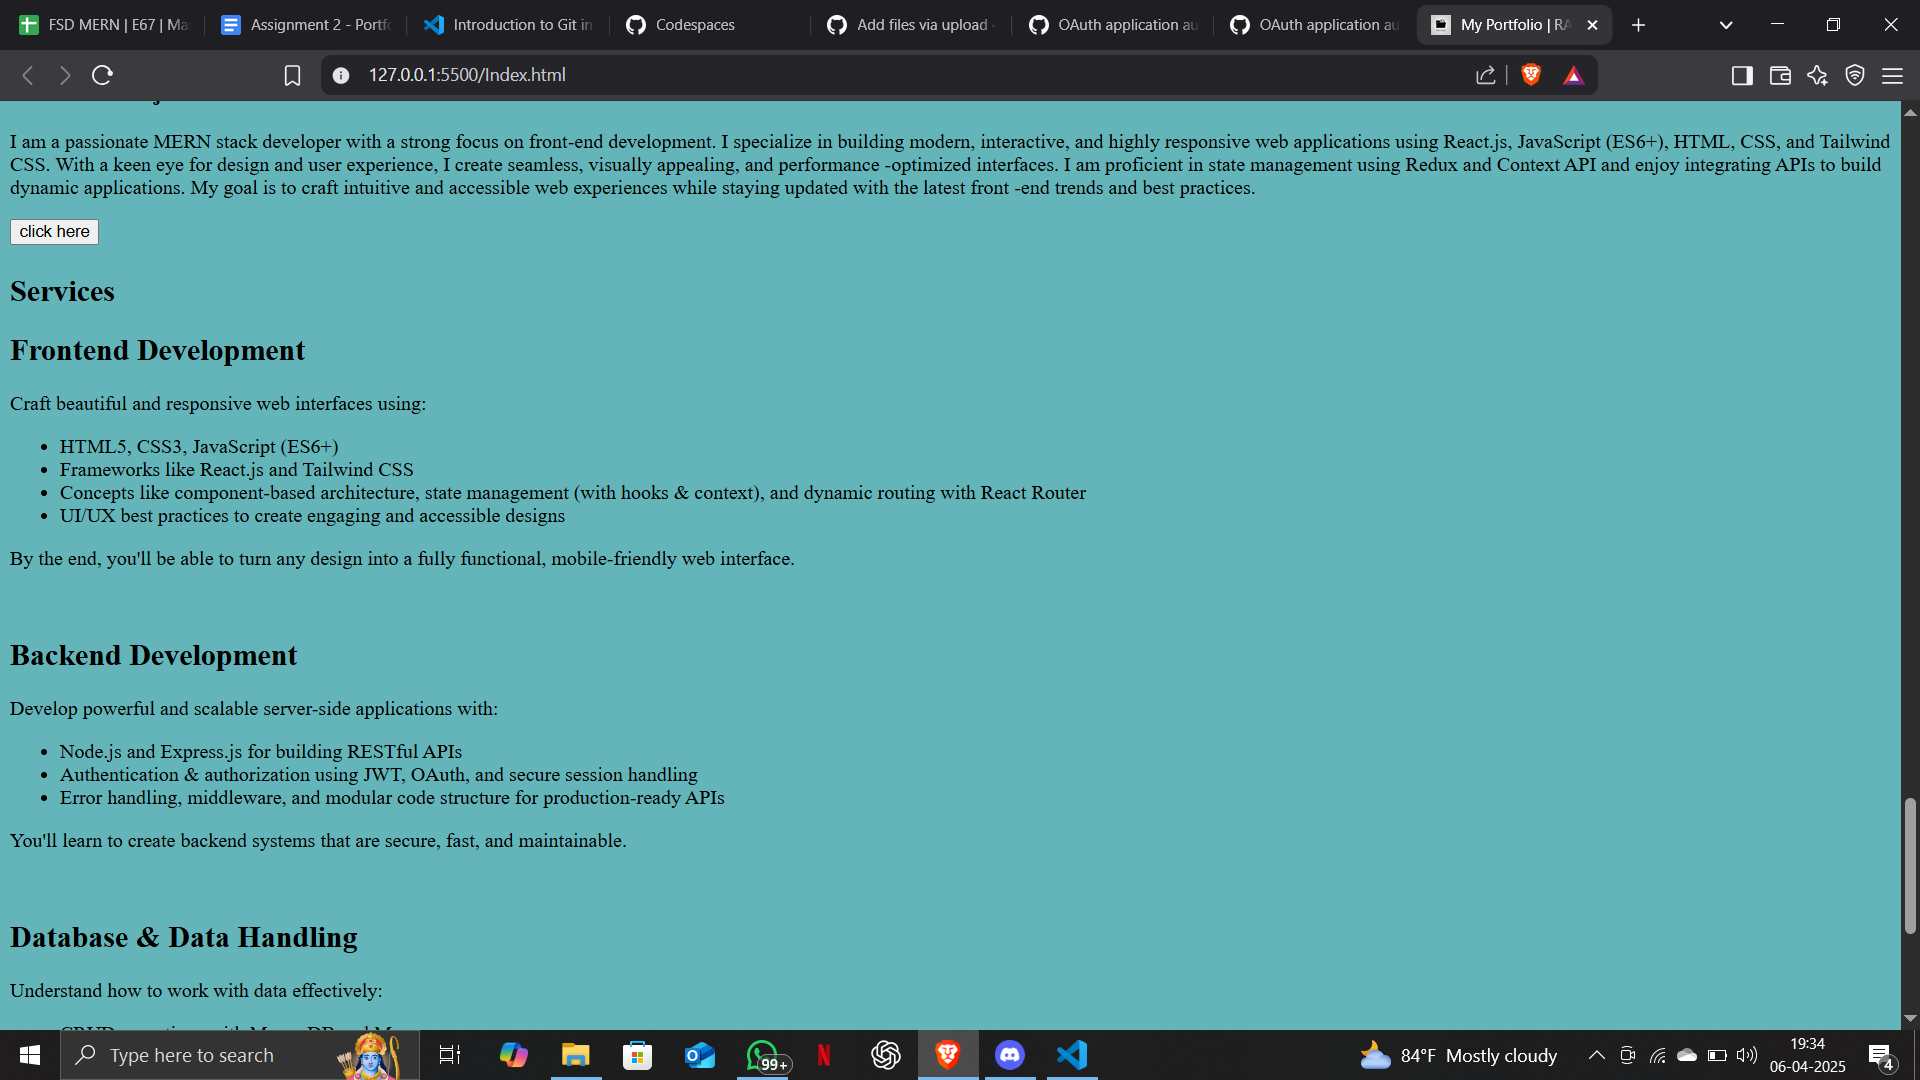 FSD MERN | E67 | Ma
Assignment 2 - Portfo
Introduction to Git in
Codespaces
Add files via upload
OAuth application au
OAuth application au
My Portfolio | RA
127.0.0.1:5500/Index.html
I am a passionate MERN stack developer with a strong focus on front-end development. I specialize in building modern, interactive, and highly responsive web applications using React.js, JavaScript (ES6+), HTML, CSS, and Tailwind
CSS. With a keen eye for design and user experience, I create seamless, visually appealing, and performance -optimized interfaces. I am proficient in state management using Redux and Context API and enjoy integrating APIs to build
dynamic applications. My goal is to craft intuitive and accessible web experiences while staying updated with the latest front -end trends and best practices.
click here
Services
Frontend Development
Craft beautiful and responsive web interfaces using:
• HTML5, CSS3, JavaScript (ES6+)
• Frameworks like React.js and Tailwind CSS
• Concepts like component-based architecture, state management (with hooks & context), and dynamic routing with React Router
• UI/UX best practices to create engaging and accessible designs
By the end, you'll be able to turn any design into a fully functional, mobile-friendly web interface.
Backend Development
Develop powerful and scalable server-side applications with:
• Node.js and Express.js for building RESTful APIs
• Authentication & authorization using JWT, OAuth, and secure session handling
• Error handling, middleware, and modular code structure for production-ready APIs
You'll learn to create backend systems that are secure, fast, and maintainable.
Database & Data Handling
Understand how to work with data effectively:
Type here to search
99+
84°F Mostly cloudy
19:34
06-04-2025
4